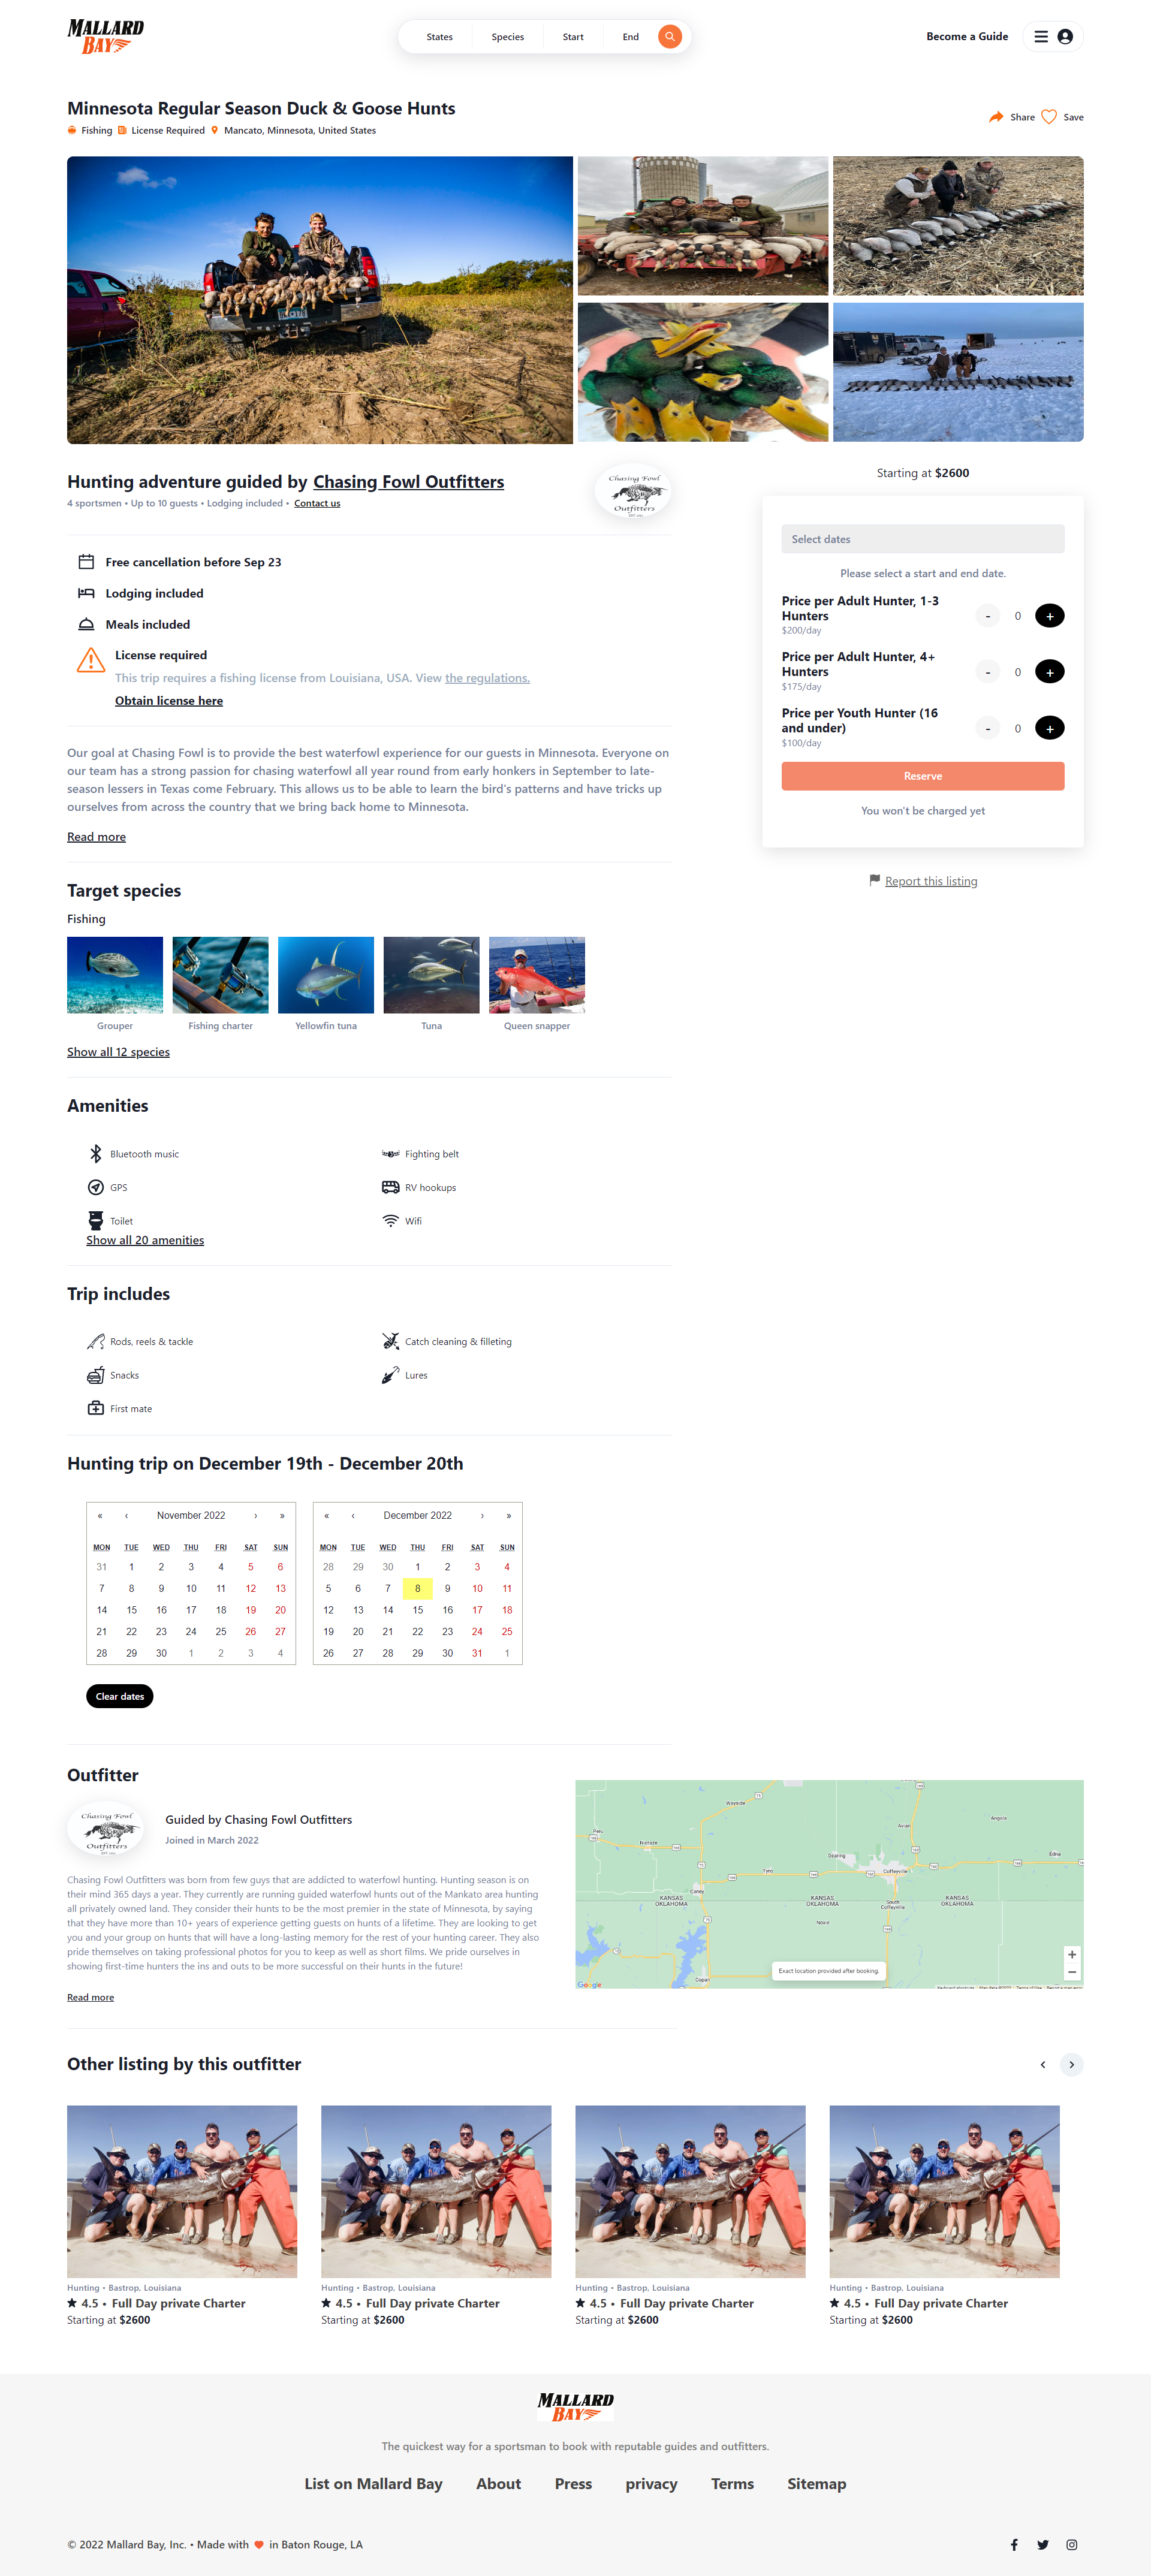 MALLARD BAY
States Species Start End
Become a Guide
Minnesota Regular Season Duck & Goose Hunts
Fishing License Required Mancato, Minnesota, United States
Share Save
Hunting adventure guided by Chasing Fowl Outfitters
4 sportsmen • Up to 10 guests • Lodging included • Contact us
Chasing Fowl
Outfitters
Free cancellation before Sep 23
Lodging included
Meals included
License required
This trip requires a fishing license from Louisiana, USA. View the regulations.
Obtain license here
Starting at $2600
Select dates
Please select a start and end date.
Price per Adult Hunter, 1-3
Hunters
$200/day
- 0 +
Price per Adult Hunter, 4+
Hunters
$175/day
- 0 +
Price per Youth Hunter (16
and under)
$100/day
- 0 +
Reserve
You won't be charged yet
Report this listing
Our goal at Chasing Fowl is to provide the best waterfowl experience for our guests in Minnesota. Everyone on
our team has a strong passion for chasing waterfowl all year round from early honkers in September to late-
season lessers in Texas come February. This allows us to be able to learn the bird's patterns and have tricks up
ourselves from across the country that we bring back home to Minnesota.
Read more
Target species
Fishing
Grouper Fishing charter Yellowfin tuna Tuna Queen snapper
Show all 12 species
Amenities
Bluetooth music Fighting belt
GPS RV hookups
Toilet Wifi
Show all 20 amenities
Trip includes
Rods, reels & tackle Catch cleaning & filleting
Snacks Lures
First mate
Hunting trip on December 19th - December 20th
« ‹ November 2022 › »
MON TUE WED THU FRI SAT SUN
31 1 2 3 4 5 6
7 8 9 10 11 12 13
14 15 16 17 18 19 20
21 22 23 24 25 26 27
28 29 30 1 2 3 4
« ‹ December 2022 › »
MON TUE WED THU FRI SAT SUN
28 29 30 1 2 3 4
5 6 7 8 9 10 11
12 13 14 15 16 17 18
19 20 21 22 23 24 25
26 27 28 29 30 31 1
Clear dates
Outfitter
Chasing Fowl
Outfitters
Guided by Chasing Fowl Outfitters
Joined in March 2022
Chasing Fowl Outfitters was born from few guys that are addicted to waterfowl hunting. Hunting season is on
their mind 365 days a year. They currently are running guided waterfowl hunts out of the Mankato area hunting
all privately owned land. They consider their hunts to be the most premier in the state of Minnesota, by saying
that they have more than 10+ years of experience getting guests on hunts of a lifetime. They are looking to get
you and your group on hunts that will have a long-lasting memory for the rest of your hunting career. They also
pride themselves on taking professional photos for you to keep as well as short films. We pride ourselves in
showing first-time hunters the ins and outs to be more successful on their hunts in the future!
Read more
Wayside
Angola
Peru
Niotaze
Avian
Dearing
Edna
Tyro
Coffeyville
Caney
KANSAS
OKLAHOMA
KANSAS
OKLAHOMA
South
Coffeyville
KANSAS
OKLAHOMA
Copan
Exact location provided after booking.
+
−
Google
Other listing by this outfitter
Hunting • Bastrop, Louisiana
4.5 • Full Day private Charter
Starting at $2600
Hunting • Bastrop, Louisiana
4.5 • Full Day private Charter
Starting at $2600
Hunting • Bastrop, Louisiana
4.5 • Full Day private Charter
Starting at $2600
Hunting • Bastrop, Louisiana
4.5 • Full Day private Charter
Starting at $2600
MALLARD BAY
The quickest way for a sportsman to book with reputable guides and outfitters.
List on Mallard Bay About Press privacy Terms Sitemap
© 2022 Mallard Bay, Inc. • Made with in Baton Rouge, LA